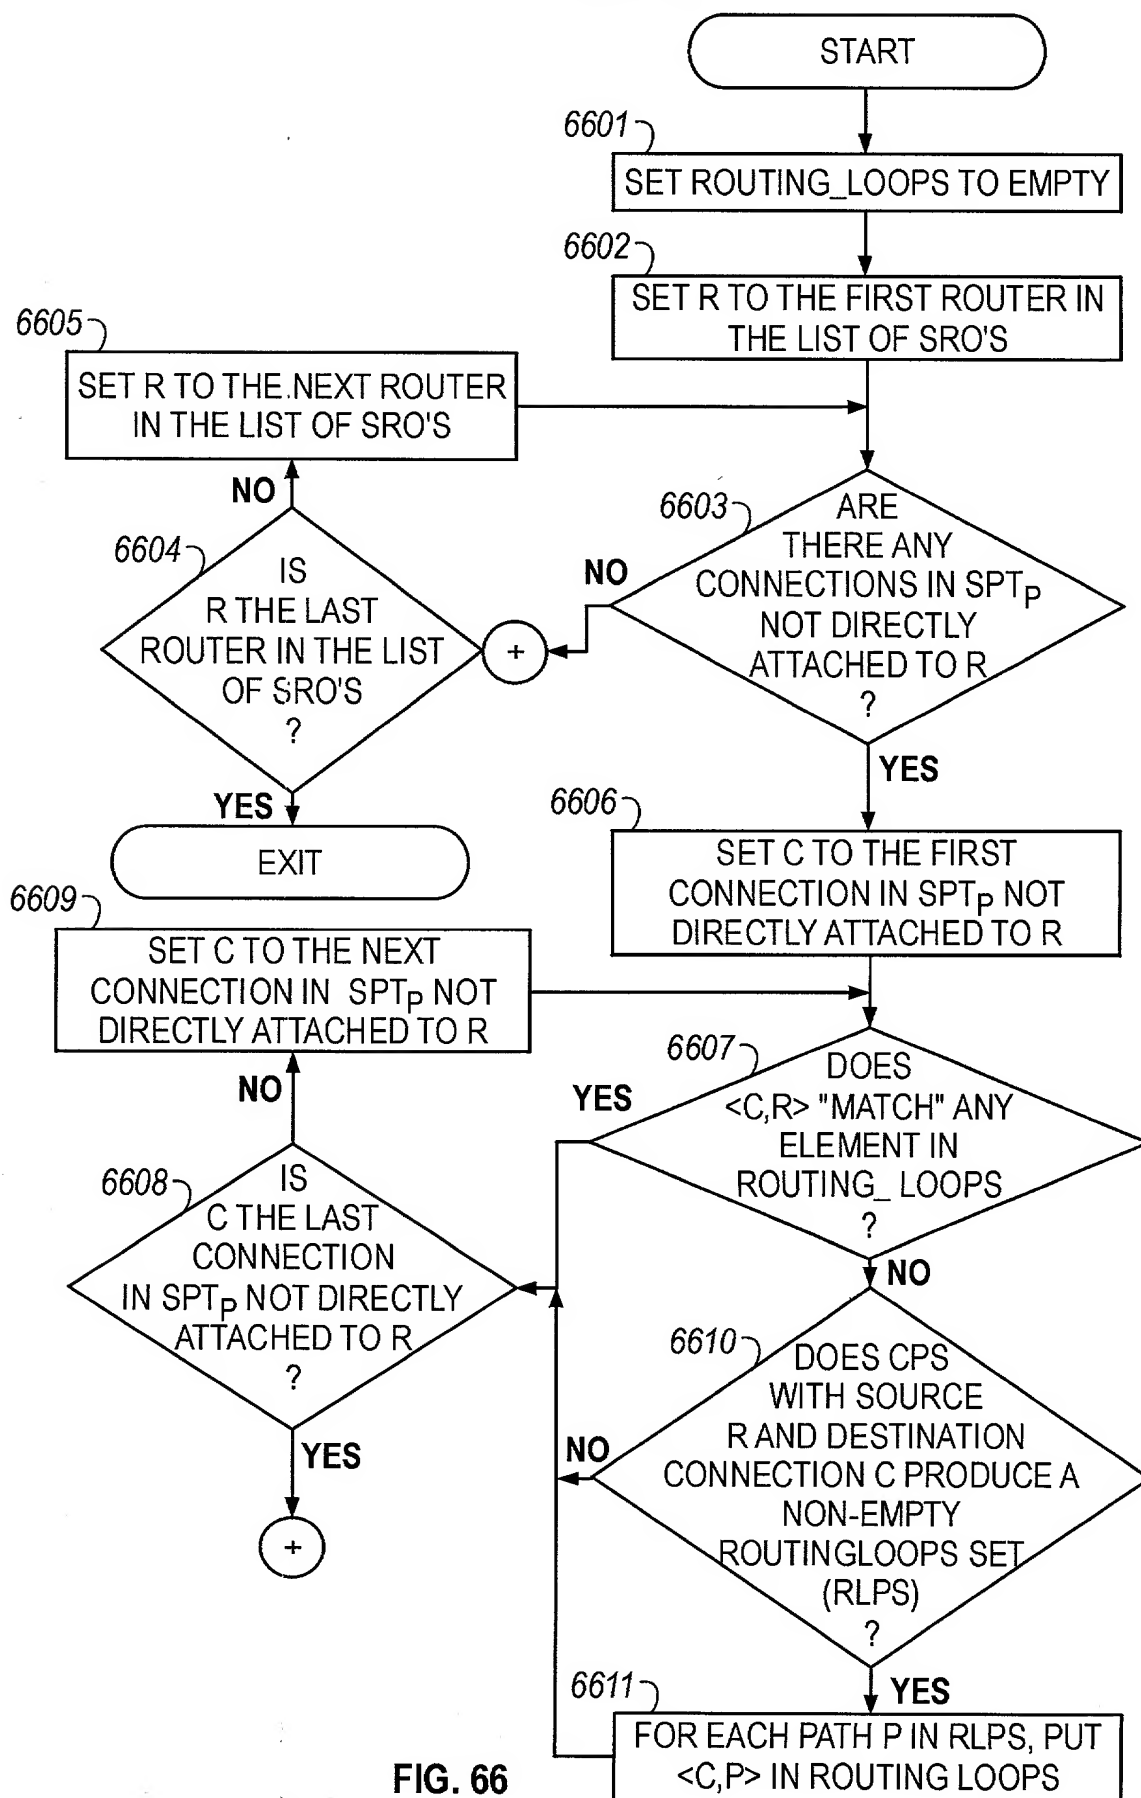 START
6601
SET ROUTING_LOOPS TO EMPTY
6602
SET R TO THE FIRST ROUTER IN
THE LIST OF SRO'S
6605
SET R TO THE NEXT ROUTER
IN THE LIST OF SRO'S
NO
6604
IS
R THE LAST
ROUTER IN THE LIST
OF SRO'S
?
YES
EXIT
+
NO
6603
ARE
THERE ANY
CONNECTIONS IN SPTP
NOT DIRECTLY
ATTACHED TO R
?
YES
6606
SET C TO THE FIRST
CONNECTION IN SPTP NOT
DIRECTLY ATTACHED TO R
6609
SET C TO THE NEXT
CONNECTION IN SPTP NOT
DIRECTLY ATTACHED TO R
NO
6607
DOES
<C,R> "MATCH" ANY
ELEMENT IN
ROUTING_ LOOPS
?
YES
NO
6608
IS
C THE LAST
CONNECTION
IN SPTP NOT DIRECTLY
ATTACHED TO R
?
YES
+
6610
DOES CPS
WITH SOURCE
R AND DESTINATION
CONNECTION C PRODUCE A
NON-EMPTY
ROUTINGLOOPS SET
(RLPS)
?
NO
YES
6611
FOR EACH PATH P IN RLPS, PUT
<C,P> IN ROUTING LOOPS
FIG. 66